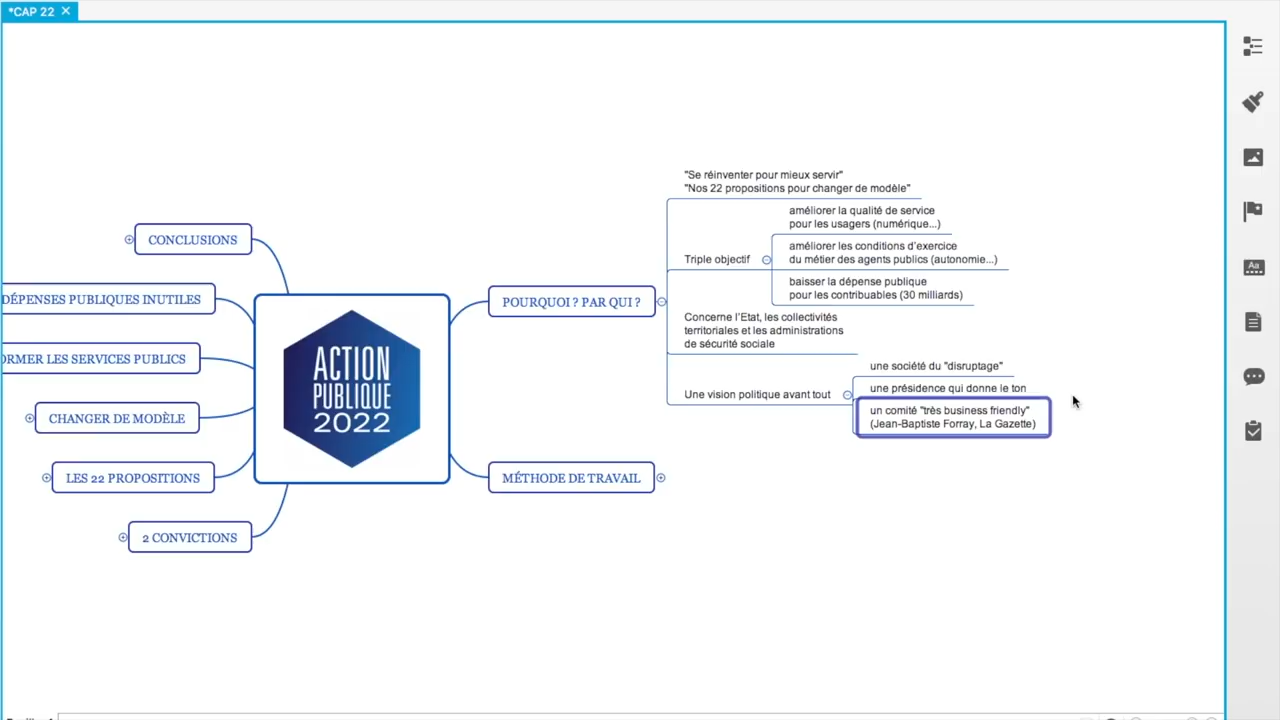 *CAP 22
"Se réinventer pour mieux servir"
"Nos 22 propositions pour changer de modèle"
améliorer la qualité de service
pour les usagers (numérique...)
améliorer les conditions d'exercice
du métier des agents publics (autonomie...)
Triple objectif
baisser la dépense publique
pour les contribuables (30 milliards)
Concerne l'Etat, les collectivités
territoriales et les administrations
de sécurité sociale
une société du "disruptage"
une présidence qui donne le ton
Une vision politique avant tout
un comité "très business friendly"
(Jean-Baptiste Forray, La Gazette)
POURQUOI ? PAR QUI ?
MÉTHODE DE TRAVAIL
ACTION
PUBLIQUE
2022
CONCLUSIONS
DÉPENSES PUBLIQUES INUTILES
ORMER LES SERVICES PUBLICS
CHANGER DE MODÈLE
LES 22 PROPOSITIONS
2 CONVICTIONS
Aa